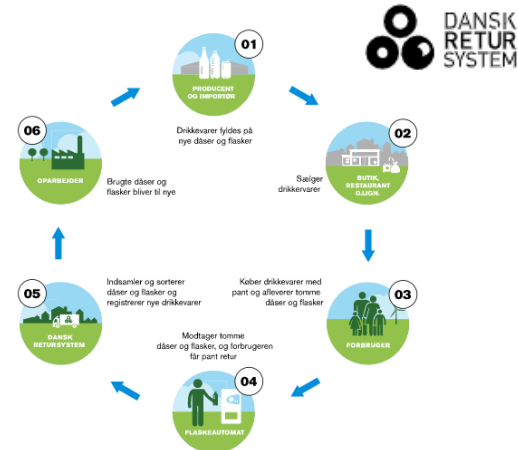 DANSK
RETUR
SYSTEM
01
PRODUCENT
OG IMPORTØR
Drikkevarer fyldes på
nye dåser og flasker
02
BUTIK,
RESTAURANT
O.LIGN.
Sælger
drikkervarer
03
FORBRUGER
Køber drikkevarer med
pant og afleverer tomme
dåser og flasker
04
FLASKEAUTOMAT
Modtager tomme
dåser og flasker, og forbrugeren
får pant retur
05
DANSK
RETURSYSTEM
Indsamler og sorterer
dåser og flasker og
registrerer nye drikkevarer
06
OPARBEJDER
Brugte dåser og
flasker bliver til nye